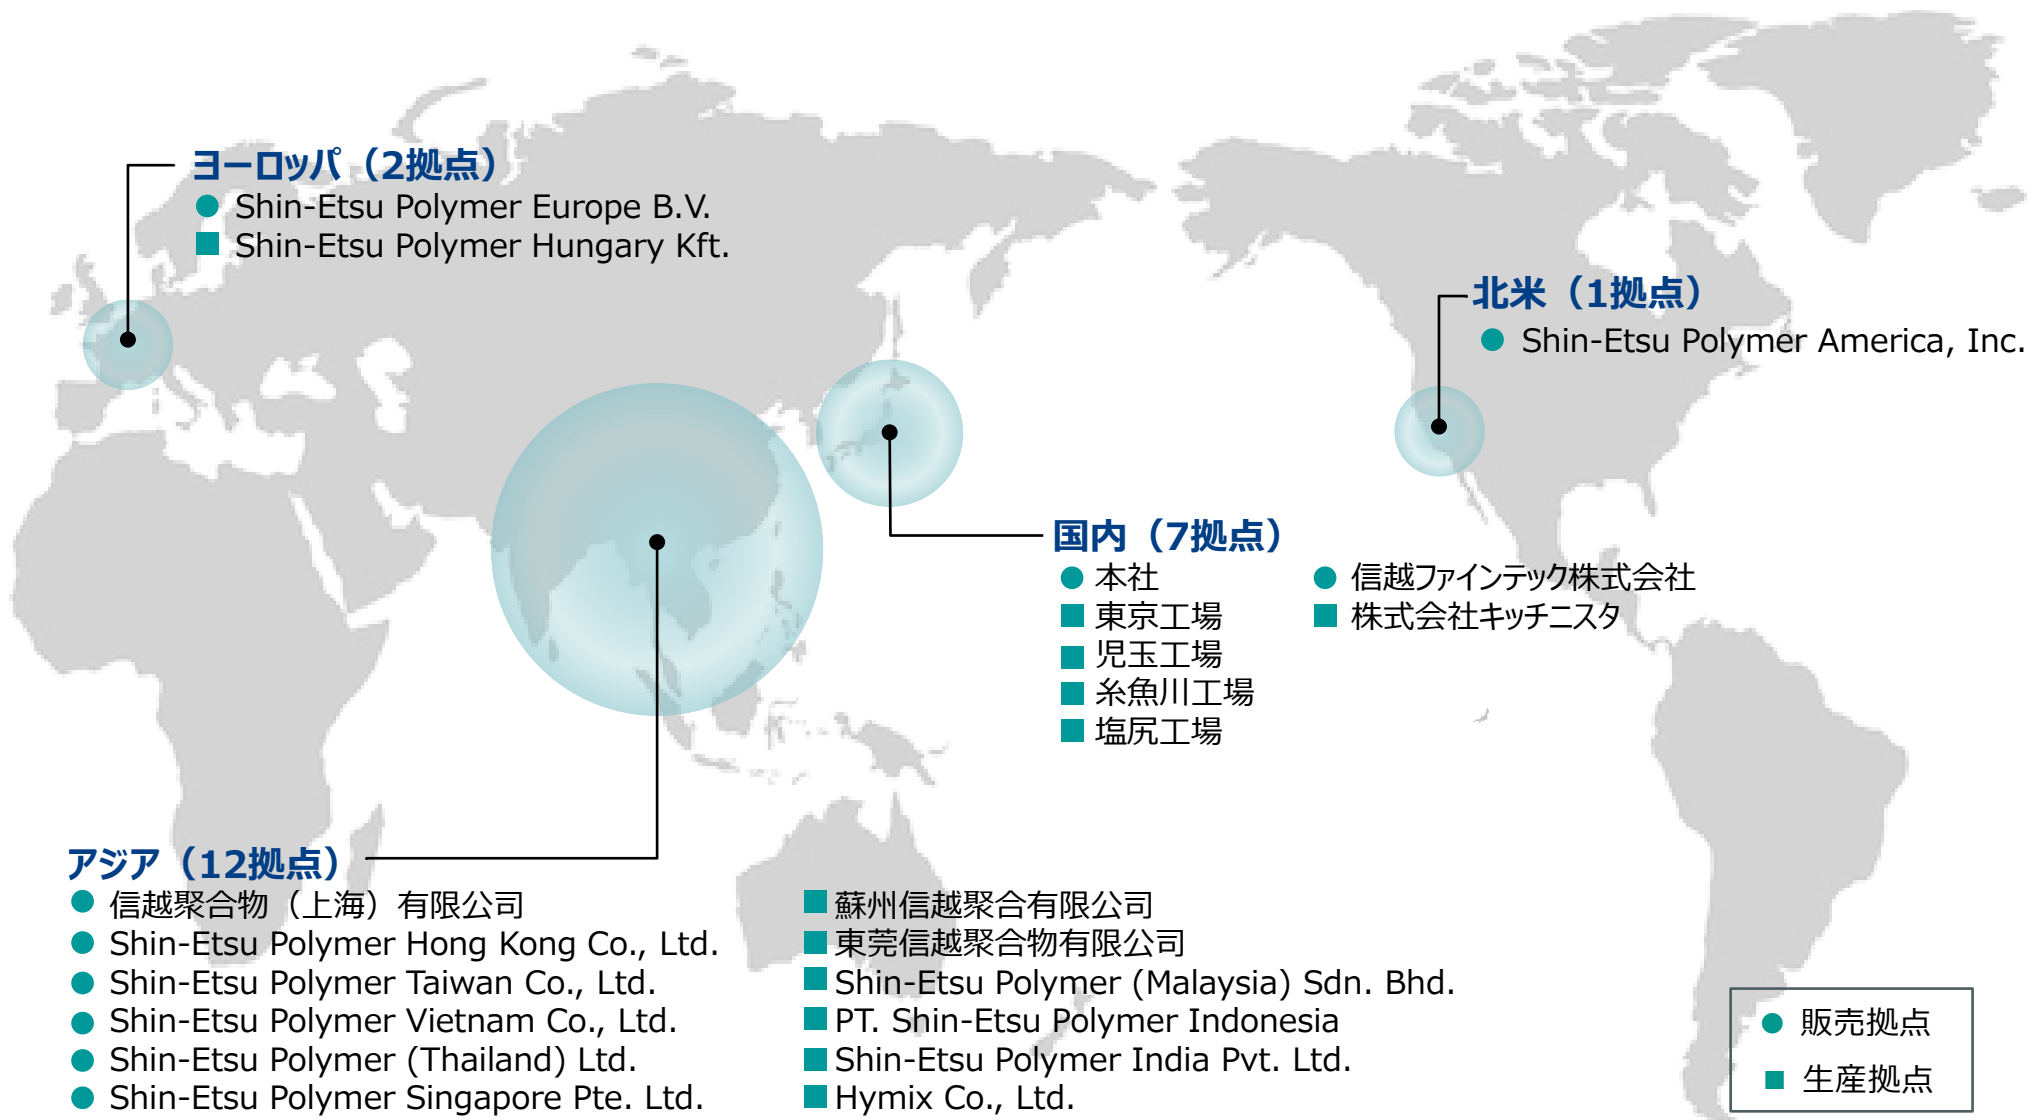 ヨーロッパ（2拠点）
● Shin-Etsu Polymer Europe B.V.
■ Shin-Etsu Polymer Hungary Kft.
北米（1拠点）
● Shin-Etsu Polymer America, Inc.
国内（7拠点）
● 本社
■ 東京工場
■ 児玉工場
■ 糸魚川工場
■ 塩尻工場
● 信越ファインテック株式会社
■ 株式会社キッチニスタ
アジア（12拠点）
● 信越聚合物（上海）有限公司
● Shin-Etsu Polymer Hong Kong Co., Ltd.
● Shin-Etsu Polymer Taiwan Co., Ltd.
● Shin-Etsu Polymer Vietnam Co., Ltd.
● Shin-Etsu Polymer (Thailand) Ltd.
● Shin-Etsu Polymer Singapore Pte. Ltd.
■ 蘇州信越聚合有限公司
■ 東莞信越聚合物有限公司
■ Shin-Etsu Polymer (Malaysia) Sdn. Bhd.
■ PT. Shin-Etsu Polymer Indonesia
■ Shin-Etsu Polymer India Pvt. Ltd.
■ Hymix Co., Ltd.
● 販売拠点
■ 生産拠点